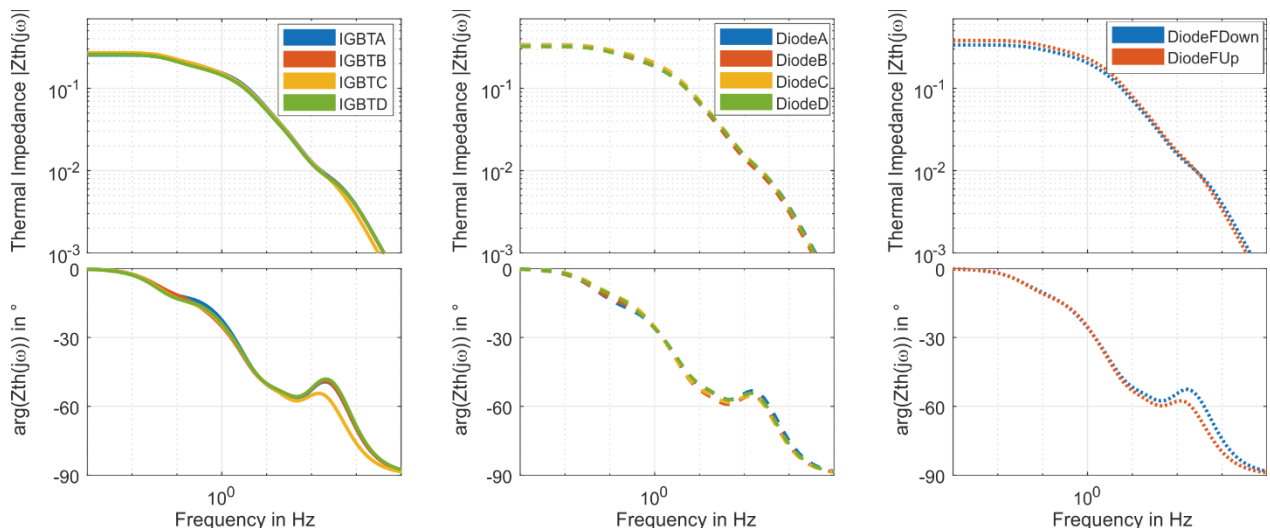 Thermal Impedance |Zth(jω)|
10^-1
10^-2
10^-3
IGBTA
IGBTB
IGBTC
IGBTD
arg(Zth(jω)) in °
0
-30
-60
-90
10^0
Frequency in Hz
Thermal Impedance |Zth(jω)|
10^-1
10^-2
10^-3
DiodeA
DiodeB
DiodeC
DiodeD
arg(Zth(jω)) in °
0
-30
-60
-90
10^0
Frequency in Hz
Thermal Impedance |Zth(jω)|
10^-1
10^-2
10^-3
DiodeFDown
DiodeFUp
arg(Zth(jω)) in °
0
-30
-60
-90
10^0
Frequency in Hz